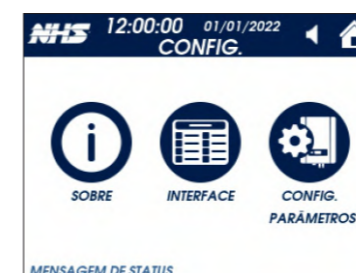 NHS 12:00:00 01/01/2022
CONFIG.
SOBRE INTERFACE CONFIG.
PARÂMETROS
MENSAGEM DE STATUS